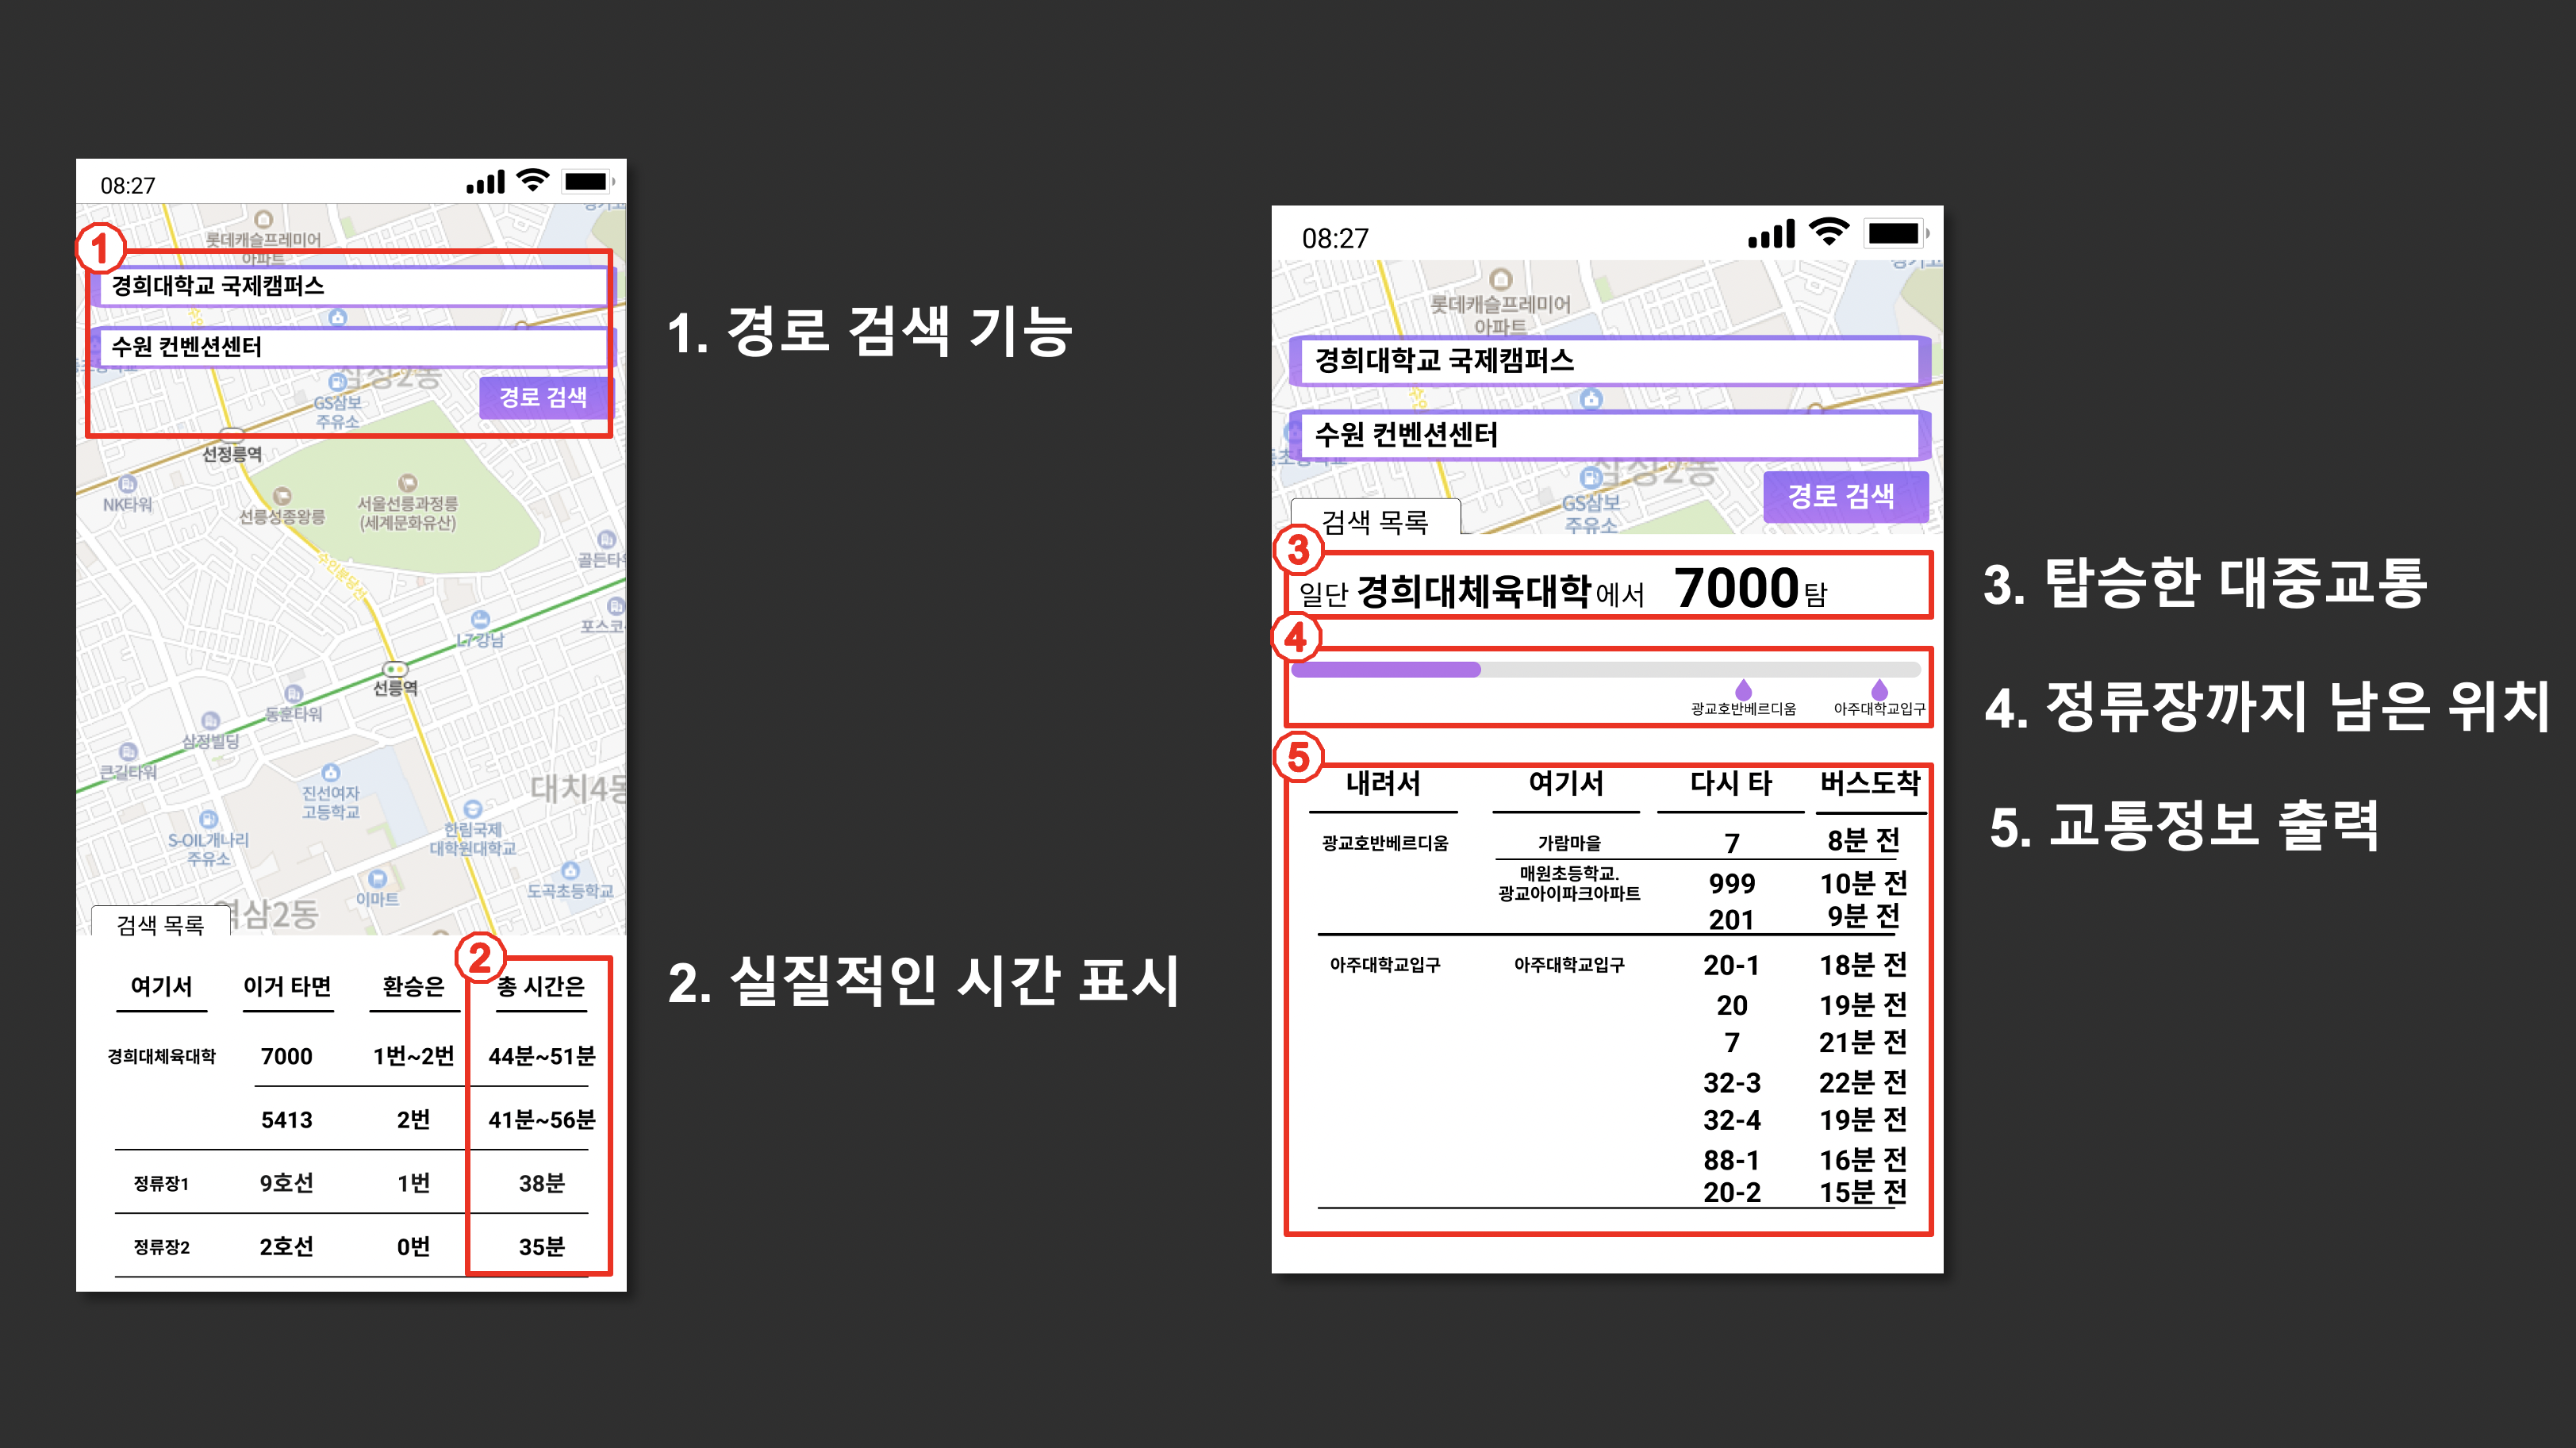 08:27
롯데캐슬프레미어
아파트
①
경희대학교 국제캠퍼스
수원 컨벤션센터
삼성2동
경로 검색
GS삼보
주유소
선정릉역
NK타워
선릉성종왕릉
서울선릉과정릉
(세계문화유산)
수인분당선
골든타
L7강남
포스코
선릉역
동훈타워
삼정빌딩
큰길타워
대치4동
진선여자
고등학교
S-OIL개나리
주유소
한림국제
대학원대학교
이마트
도곡초등학교
역삼2동
검색 목록
②
여기서 이거 타면 환승은 총 시간은
경희대체육대학 7000 1번~2번 44분~51분
5413 2번 41분~56분
정류장1 9호선 1번 38분
정류장2 2호선 0번 35분
1. 경로 검색 기능
2. 실질적인 시간 표시
08:27
롯데캐슬프레미어
아파트
경희대학교 국제캠퍼스
수원 컨벤션센터
삼성2동
GS삼보
주유소
경로 검색
검색 목록
③
일단 경희대체육대학에서 7000탐
④
광교호반베르디움 아주대학교입구
⑤
내려서 여기서 다시 타 버스도착
광교호반베르디움 가람마을 7 8분 전
매원초등학교.
광교아이파크아파트 999 10분 전
201 9분 전
아주대학교입구 아주대학교입구 20-1 18분 전
20 19분 전
7 21분 전
32-3 22분 전
32-4 19분 전
88-1 16분 전
20-2 15분 전
3. 탑승한 대중교통
4. 정류장까지 남은 위치
5. 교통정보 출력